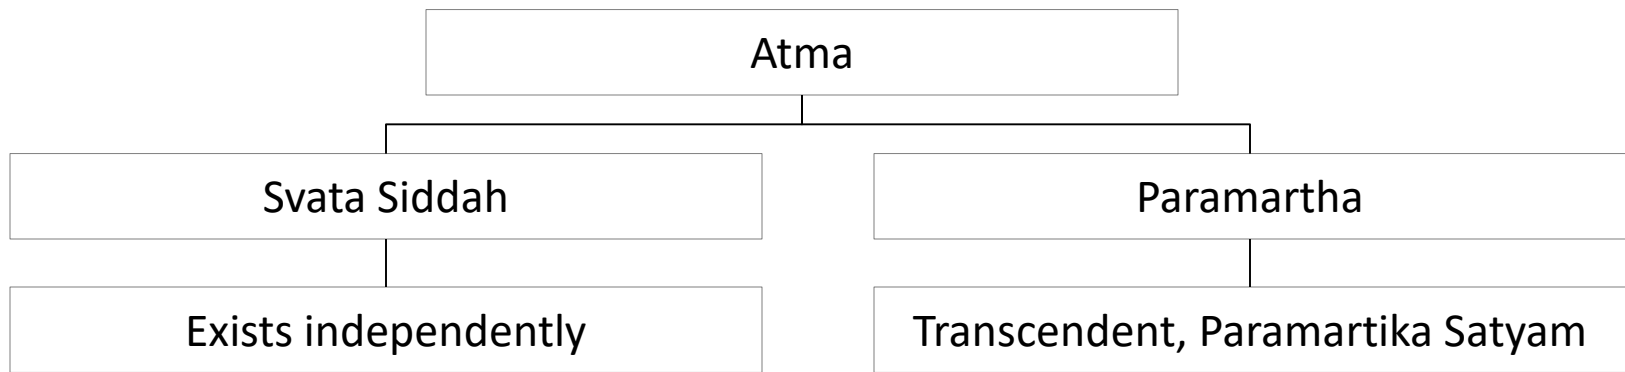 Atma
Svata Siddah
Paramartha
Exists independently
Transcendent, Paramartika Satyam